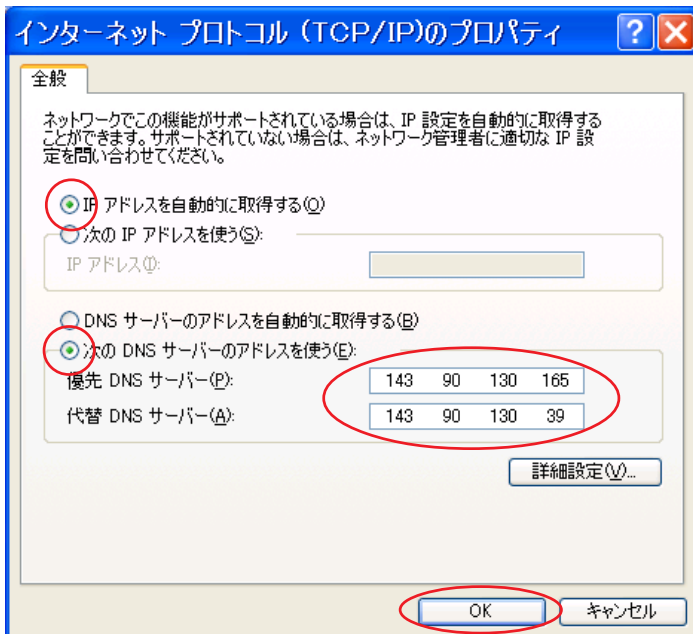 インターネット プロトコル (TCP/IP)のプロパティ
全般
ネットワークでこの機能がサポートされている場合は、IP 設定を自動的に取得する
ことができます。サポートされていない場合は、ネットワーク管理者に適切な IP 設
定を問い合わせてください。
IP アドレスを自動的に取得する(O)
次の IP アドレスを使う(S):
IP アドレス(I):
DNS サーバーのアドレスを自動的に取得する(B)
次の DNS サーバーのアドレスを使う(E):
優先 DNS サーバー(P): 143 90 130 165
代替 DNS サーバー(A): 143 90 130 39
詳細設定(V)...
OK キャンセル